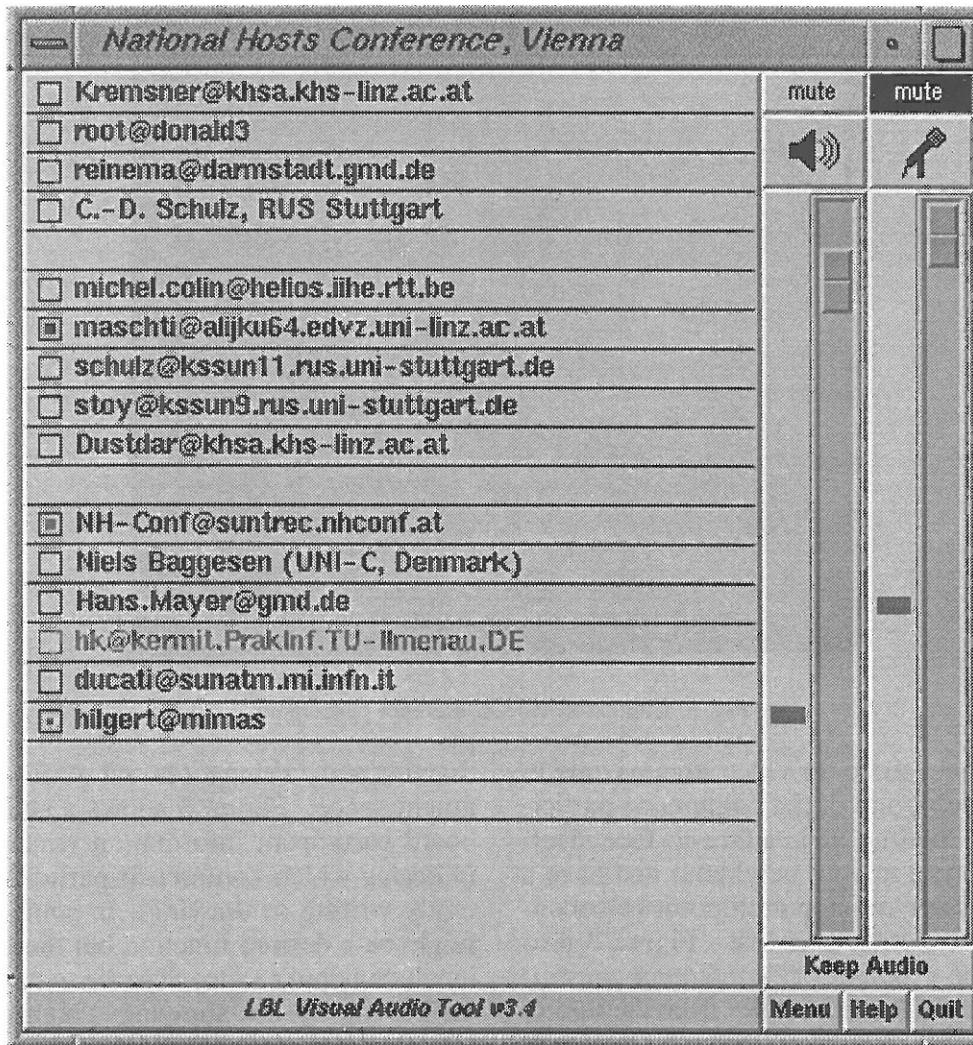 National Hosts Conference, Vienna
Kremsner@khsa.khs-linz.ac.at
root@donald3
reinema@darmstadt.gmd.de
C.-D. Schulz, RUS Stuttgart
michel.colin@helios.iihe.rtt.be
maschti@alijku64.edvz.uni-linz.ac.at
schulz@kssun11.rus.uni-stuttgart.de
stoy@kssun9.rus.uni-stuttgart.de
Dustdar@khsa.khs-linz.ac.at
NH-Conf@suntrec.nhconf.at
Niels Baggesen (UNI-C, Denmark)
Hans.Mayer@gmd.de
hk@kermit.PrakInf.TU-Ilmenau.DE
ducati@sunatm.mi.infn.it
hilgert@mimas
LBL Visual Audio Tool v3.4
mute mute
Keep Audio
Menu Help Quit